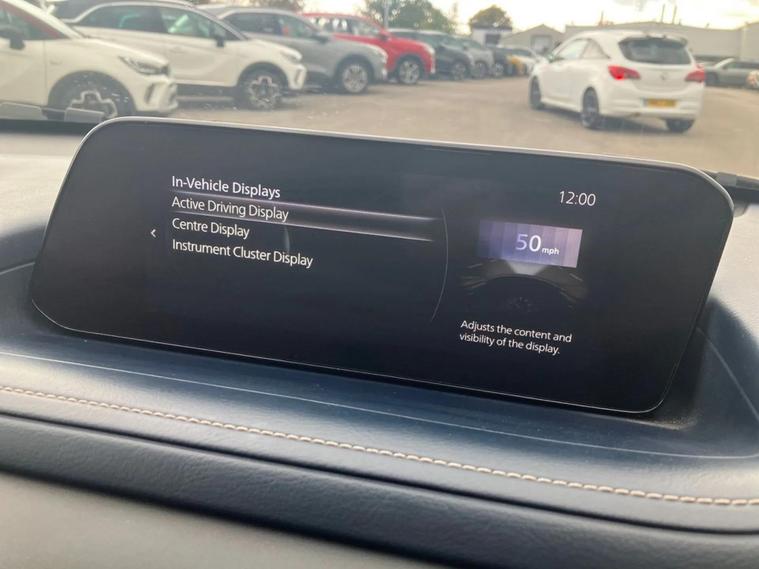 In-Vehicle Displays
12:00
Active Driving Display
Centre Display
Instrument Cluster Display
50 mph
Adjusts the content and
visibility of the display.